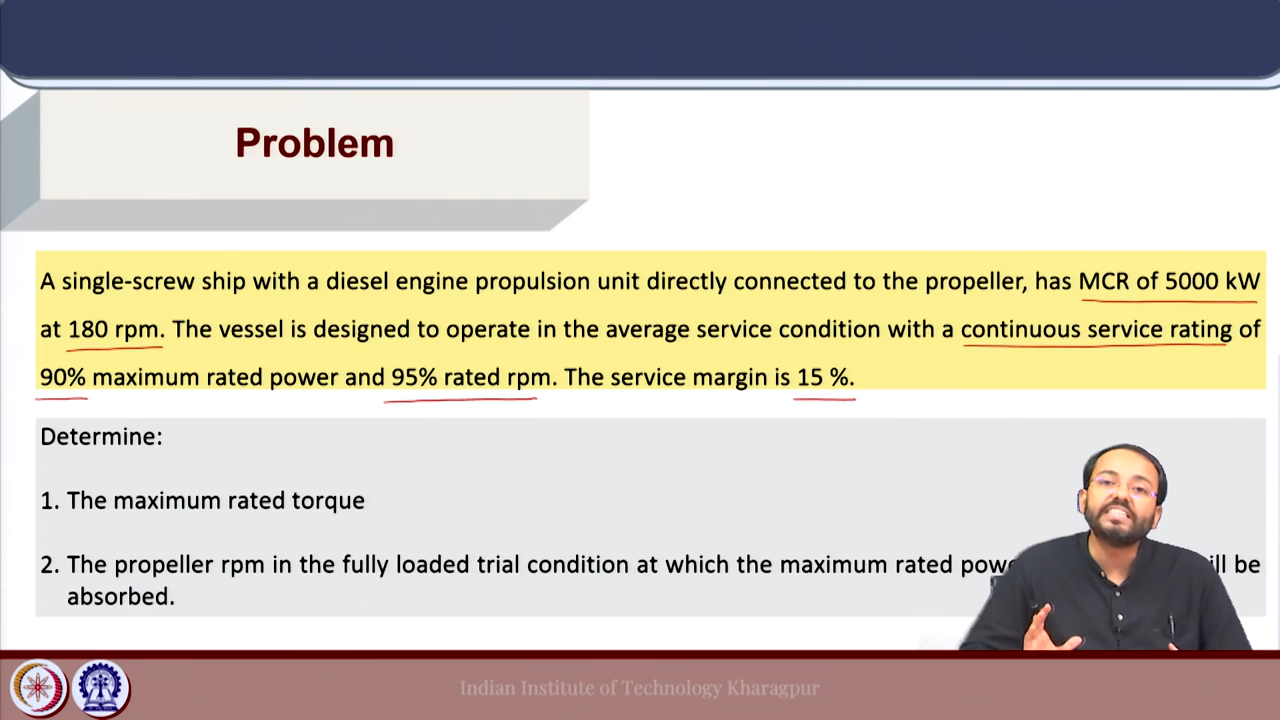 Problem
A single-screw ship with a diesel engine propulsion unit directly connected to the propeller, has MCR of 5000 kW
at 180 rpm. The vessel is designed to operate in the average service condition with a continuous service rating of
90% maximum rated power and 95% rated rpm. The service margin is 15 %.
Determine:
1. The maximum rated torque
2. The propeller rpm in the fully loaded trial condition at which the maximum rated be
absorbed.
Indian Institute of Technology Kharagpur